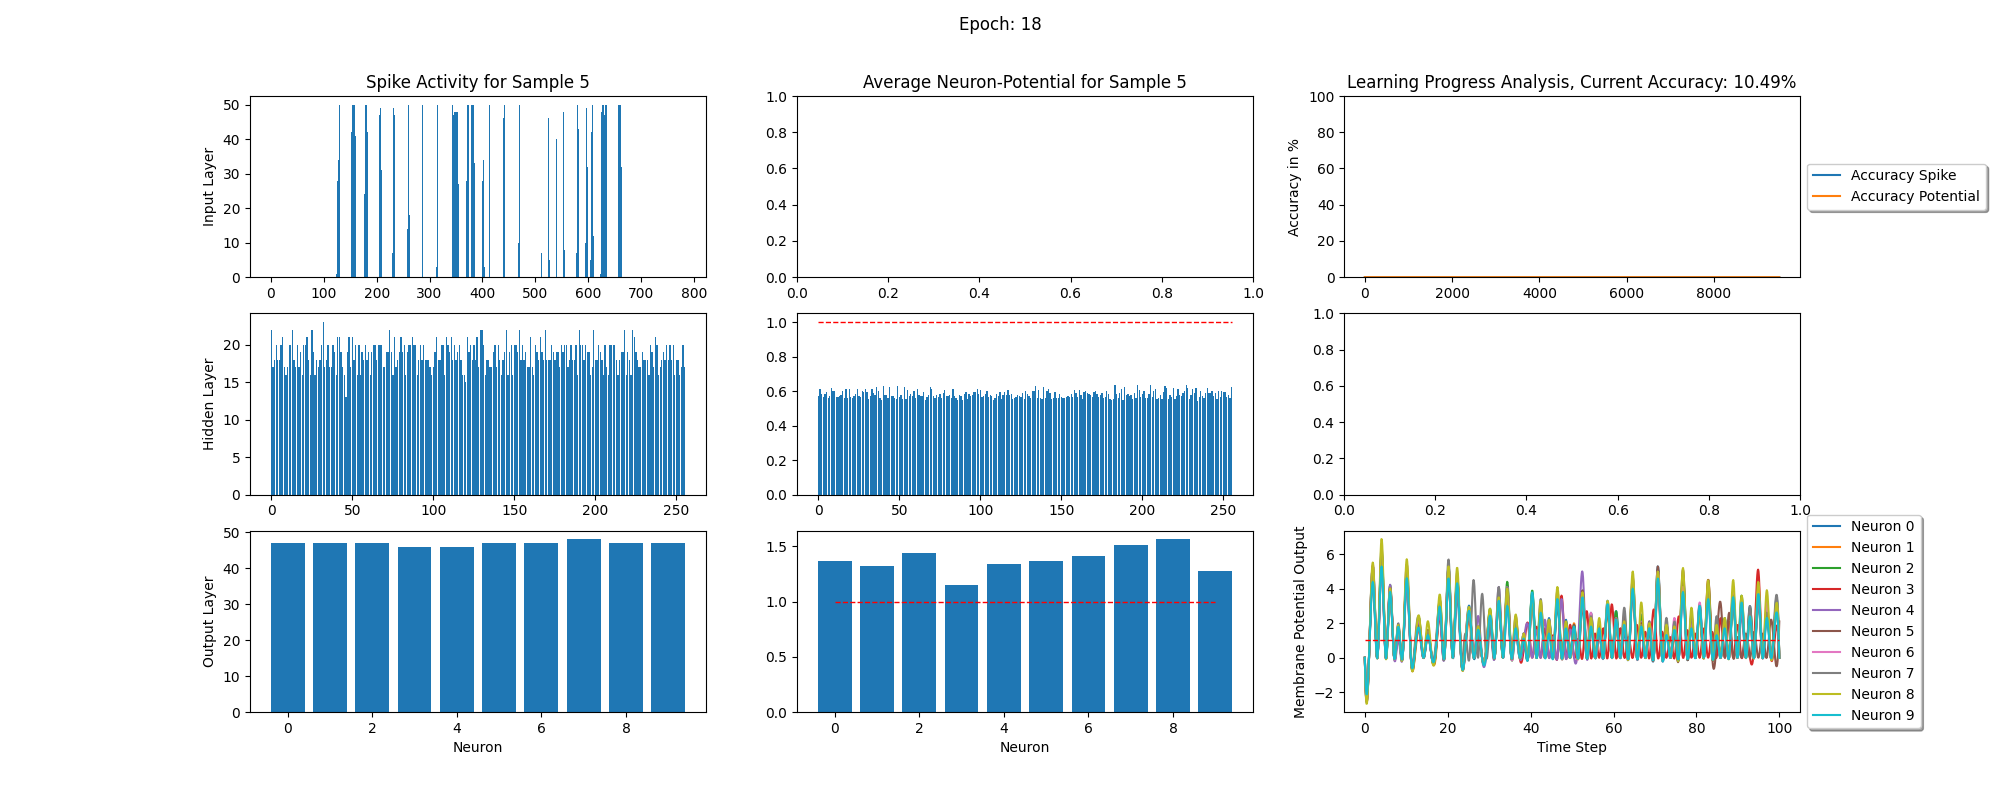 Epoch: 18
Spike Activity for Sample 5
Average Neuron-Potential for Sample 5
Learning Progress Analysis, Current Accuracy: 10.49%
Input Layer
50
40
30
20
10
0
0 100 200 300 400 500 600 700 800
1.0
0.8
0.6
0.4
0.2
0.0
0.0 0.2 0.4 0.6 0.8 1.0
Accuracy in %
100
80
60
40
20
0
0 2000 4000 6000 8000
Accuracy Spike
Accuracy Potential
Hidden Layer
20
15
10
5
0
0 50 100 150 200 250
1.0
0.8
0.6
0.4
0.2
0.0
0 50 100 150 200 250
1.0
0.8
0.6
0.4
0.2
0.0
0.0 0.2 0.4 0.6 0.8 1.0
Output Layer
50
40
30
20
10
0
0 2 4 6 8
Neuron
1.5
1.0
0.5
0.0
0 2 4 6 8
Neuron
Membrane Potential Output
6
4
2
0
−2
0 20 40 60 80 100
Time Step
Neuron 0
Neuron 1
Neuron 2
Neuron 3
Neuron 4
Neuron 5
Neuron 6
Neuron 7
Neuron 8
Neuron 9